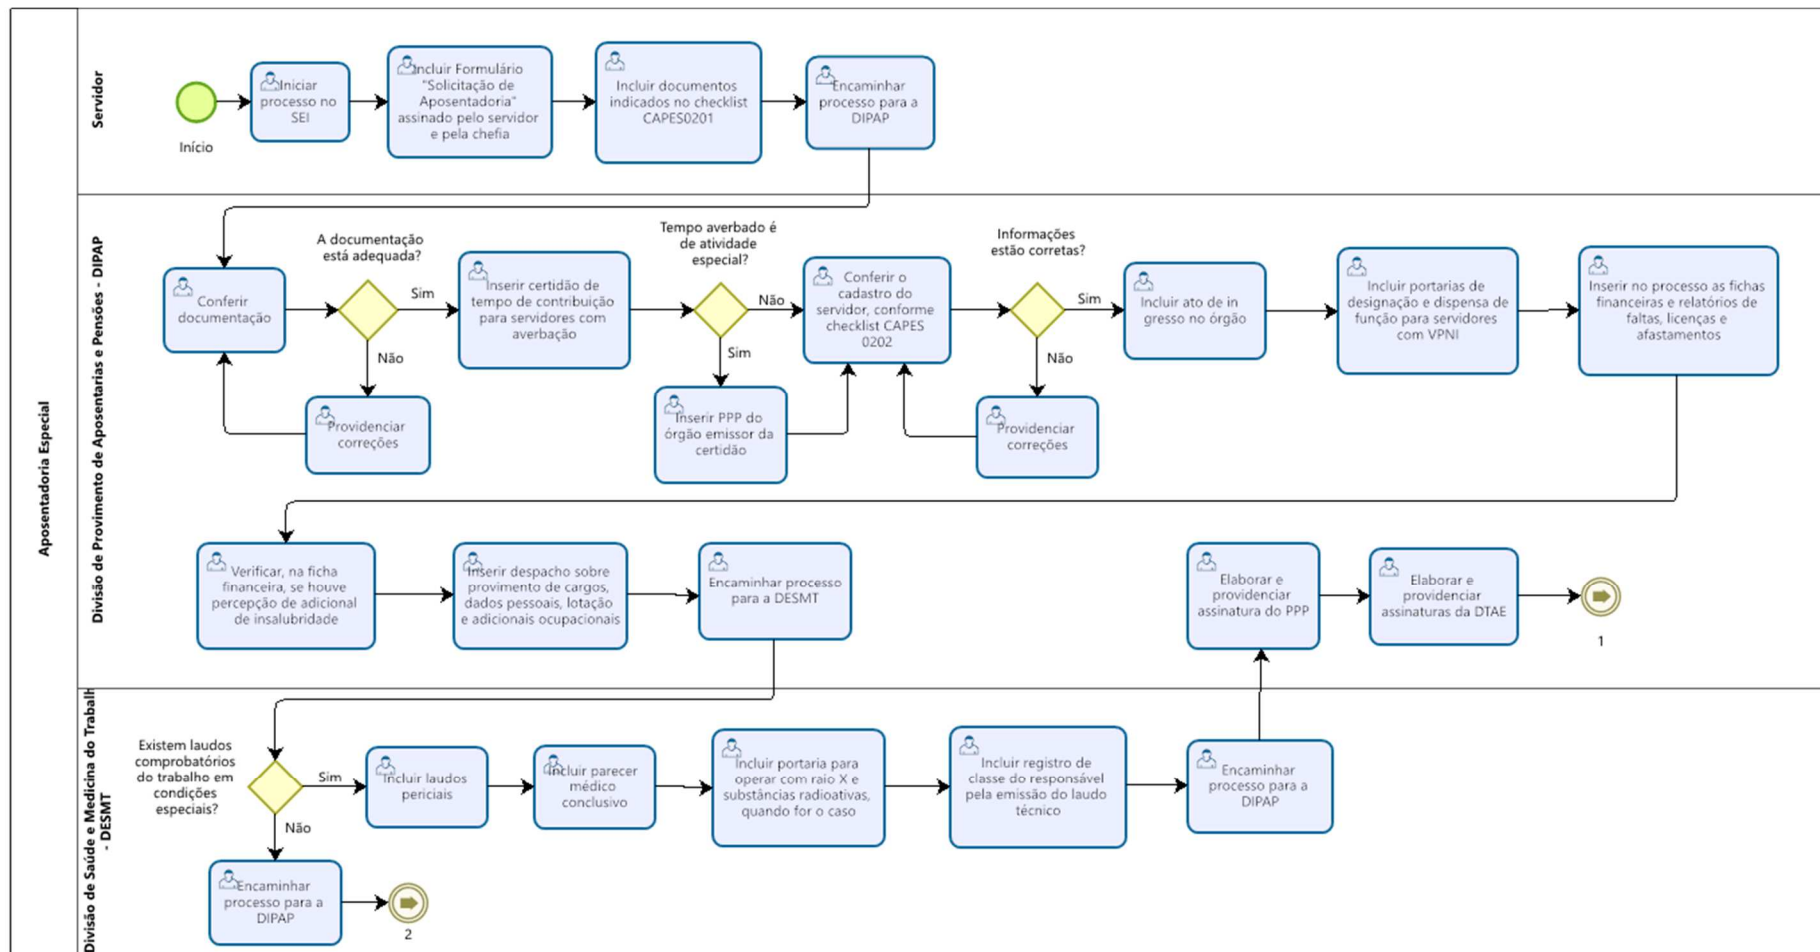 Aposentadoria Especial
Servidor
Início
Iniciar
processo no
SEI
Incluir Formulário
"Solicitação de
Aposentadoria"
assinado pelo servidor
e pela chefia
Incluir documentos
indicados no checklist
CAPES0201
Encaminhar
processo para a
DIPAP
Divisão de Provimento de Aposentarias e Pensões - DIPAP
Conferir
documentação
A documentação
está adequada?
Sim
Não
Providenciar
correções
Inserir certidão de
tempo de contribuição
para servidores com
averbação
Tempo averbado é
de atividade
especial?
Não
Sim
Inserir PPP do
órgão emissor da
certidão
Conferir o
cadastro do
servidor, conforme
checklist CAPES
0202
Informações
estão corretas?
Sim
Não
Providenciar
correções
Incluir ato de in
gresso no órgão
Incluir portarias de
designação e dispensa de
função para servidores
com VPNI
Inserir no processo as fichas
financeiras e relatórios de
faltas, licenças e
afastamentos
Verificar, na ficha
financeira, se houve
percepção de adicional
de insalubridade
Inserir despacho sobre
provimento de cargos,
dados pessoais, lotação
e adicionais ocupacionais
Encaminhar processo
para a DESMT
Elaborar e
providenciar
assinatura do PPP
Elaborar e
providenciar
assinaturas da DTAE
1
Divisão de Saúde e Medicina do Trabalh
- DESMT
Existem laudos
comprobatórios
do trabalho em
condições
especiais?
Sim
Não
Incluir laudos
periciais
Incluir parecer
médico
conclusivo
Incluir portaria para
operar com raio X e
substâncias radioativas,
quando for o caso
Incluir registro de
classe do responsável
pela emissão do laudo
técnico
Encaminhar
processo para a
DIPAP
Encaminhar
processo para a
DIPAP
2